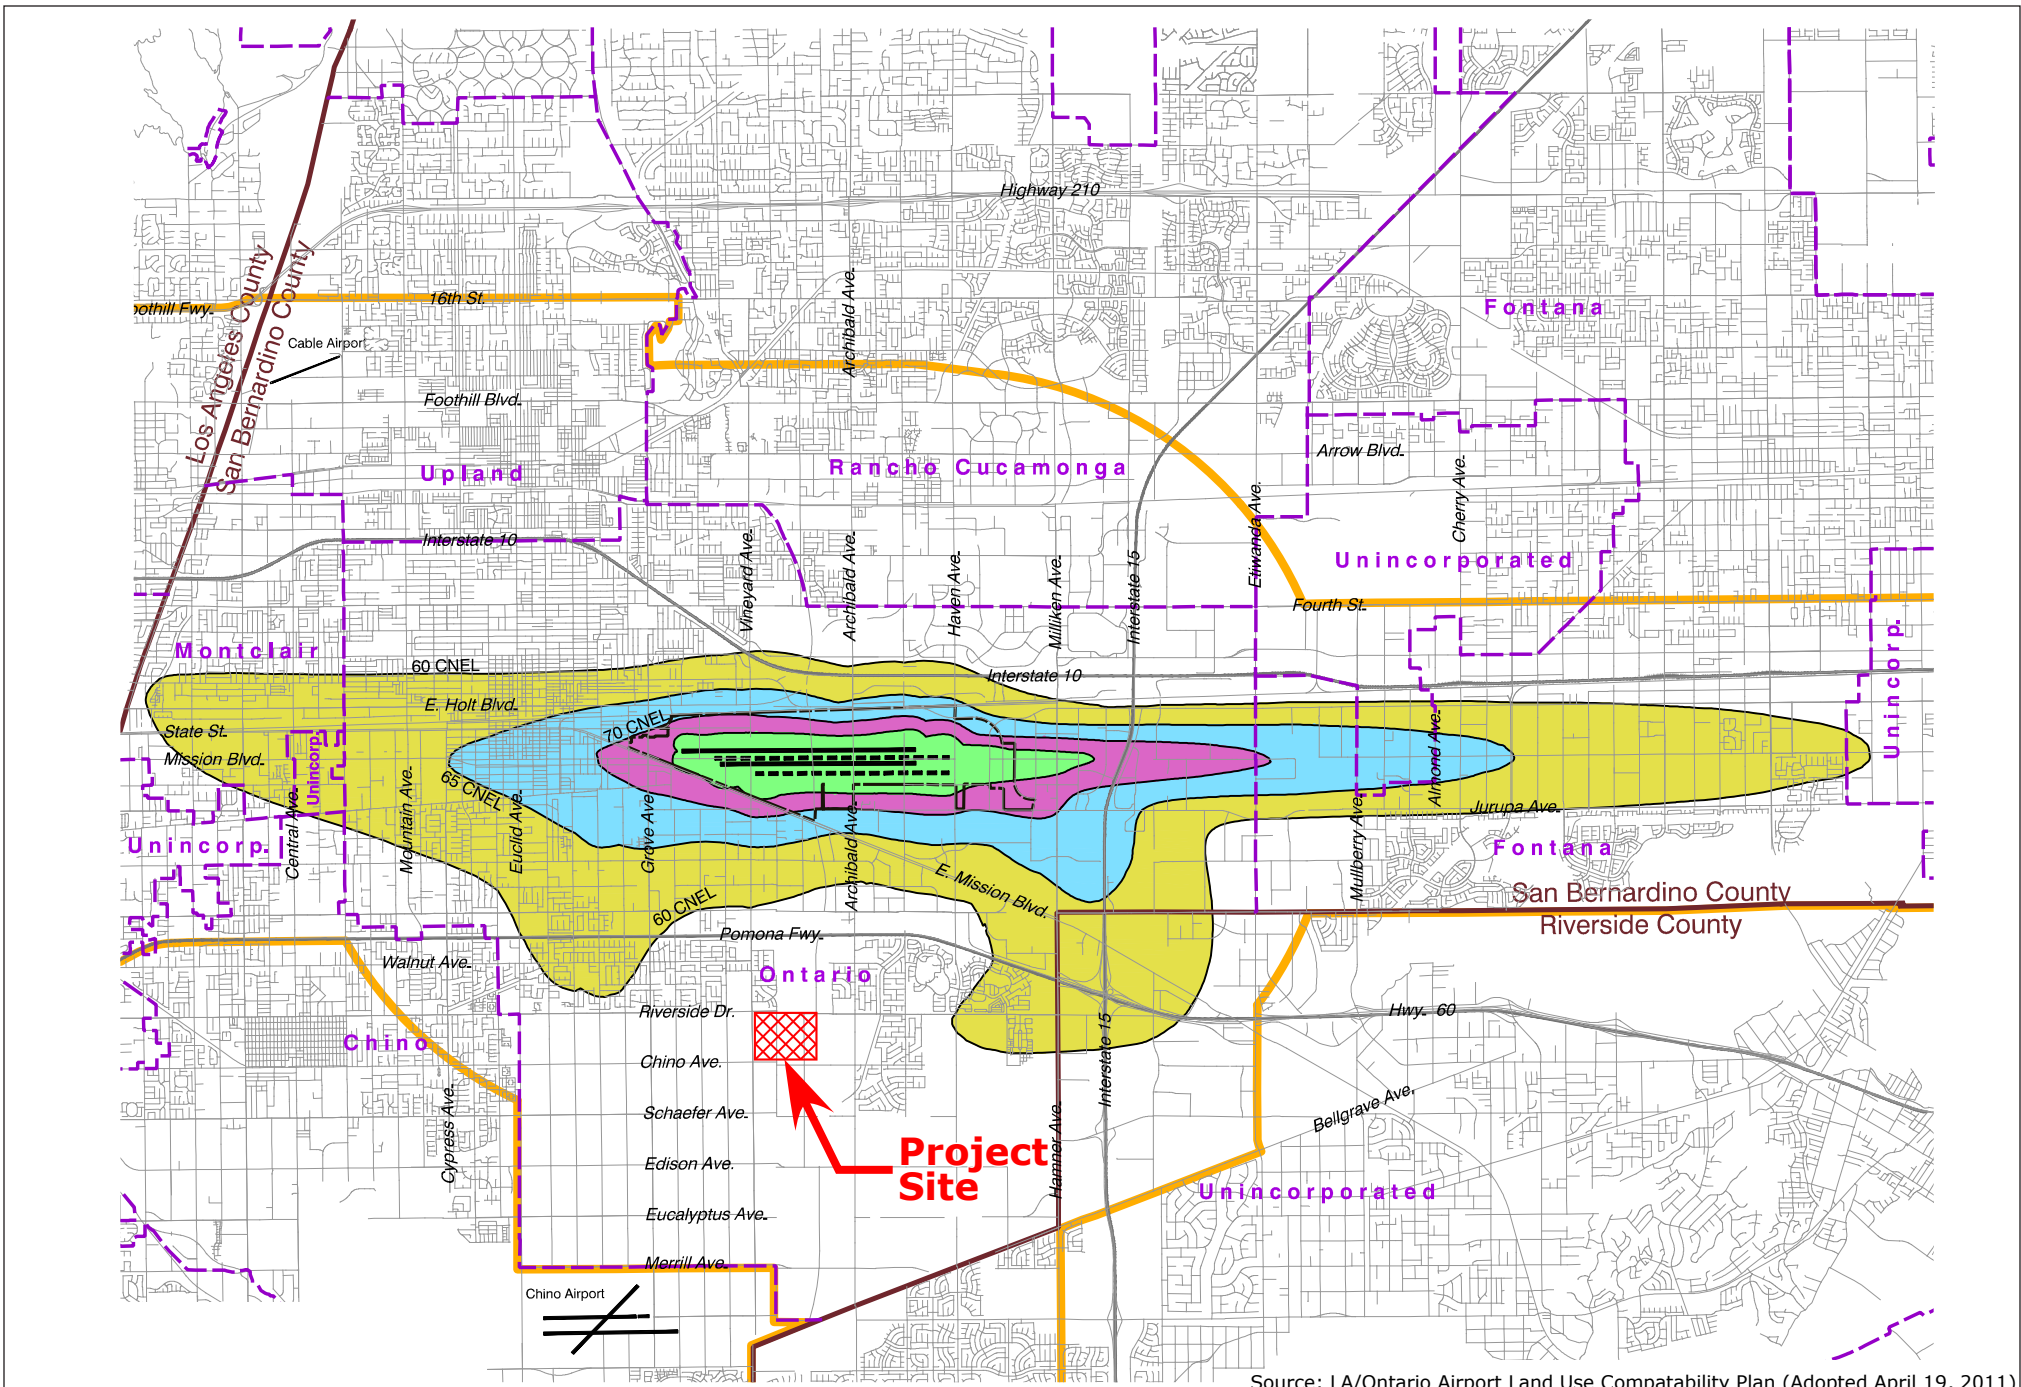 Highway 210
Los Angeles County
San Bernardino County
16th St.
oothill Fwy.
Cable Airport
Archibald Ave.
Fontana
Foothill Blvd.
Upland
Rancho Cucamonga
Arrow Blvd.
Cherry Ave.
Etiwanda Ave.
Interstate 10
Vineyard Ave.
Archibald Ave.
Haven Ave.
Milliken Ave.
Interstate 15
Unincorporated
Fourth St.
Montclair
60 CNEL
Interstate 10
Unincorp.
E. Holt Blvd.
State St.
70 CNEL
Mission Blvd.
Unincorp.
65 CNEL
Almond Ave.
Jurupa Ave.
Central Ave.
Mountain Ave.
Euclid Ave.
Grove Ave.
Archibald Ave.
Mullberry Ave.
Unincorp.
Fontana
E. Mission Blvd.
60 CNEL
San Bernardino County
Riverside County
Pomona Fwy.
Walnut Ave.
Ontario
Riverside Dr.
Hwy. 60
Chino
Chino Ave.
Interstate 15
Cypress Ave.
Schaefer Ave.
Bellgrave Ave.
Hamner Ave.
Project
Site
Edison Ave.
Unincorporated
Eucalyptus Ave.
Merrill Ave.
Chino Airport
Source: LA/Ontario Airport Land Use Compatability Plan (Adopted April 19, 2011)